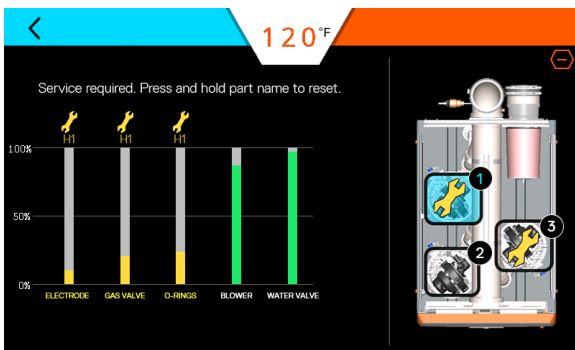 120°F
Service required. Press and hold part name to reset.
H1 H1 H1
100%
50%
0%
ELECTRODE GAS VALVE O-RINGS BLOWER WATER VALVE
1
2
3